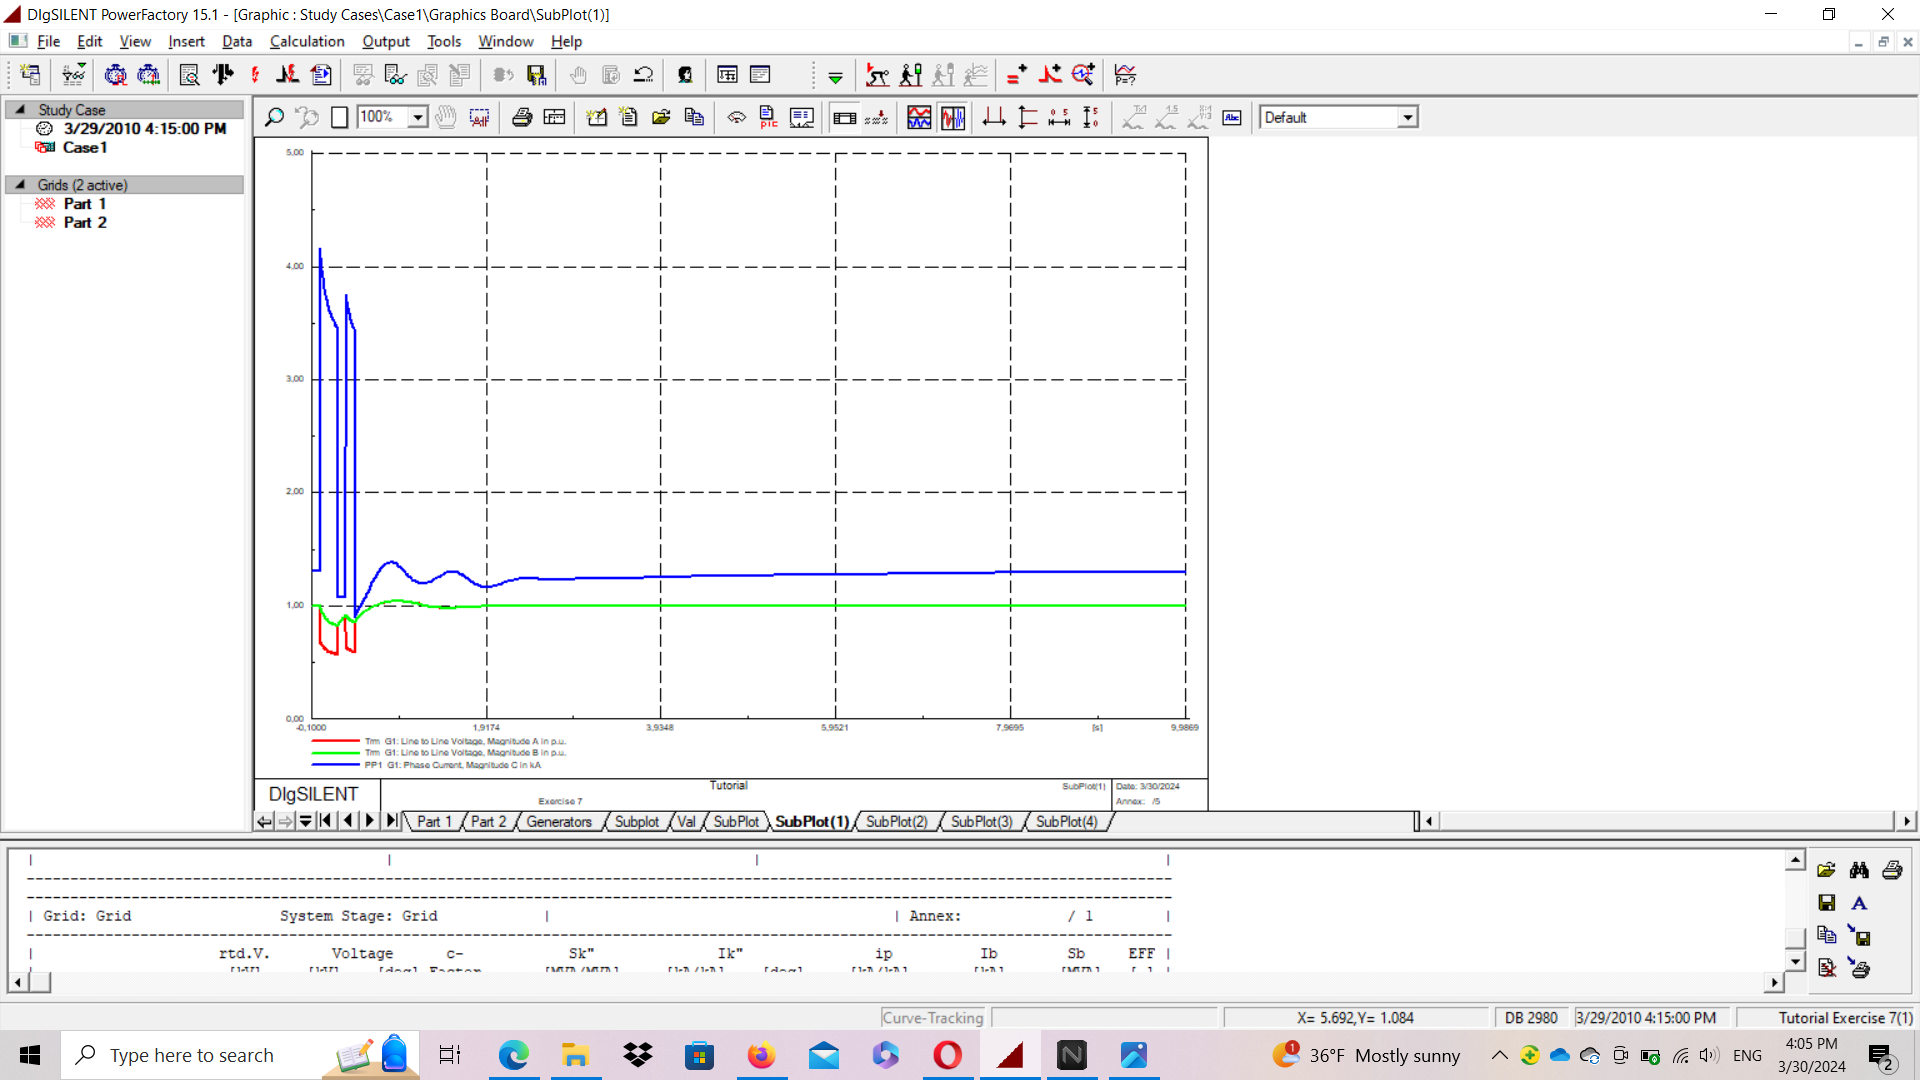 DIgSILENT PowerFactory 15.1 - [Graphic : Study Cases\Case1\Graphics Board\SubPlot(1)]
File Edit View Insert Data Calculation Output Tools Window Help
Study Case
3/29/2010 4:15:00 PM
Case1
Grids (2 active)
Part 1
Part 2
100%
Default
5,00
4,00
3,00
2,00
1,00
0,00
-0,1000 1,9174 3,9348 5,9521 7,9695 [s] 9,9869
Trm G1: Line to Line Voltage, Magnitude A in p.u.
Trm G1: Line to Line Voltage, Magnitude B in p.u.
PP1 G1: Phase Current, Magnitude C in kA
DIgSILENT
Tutorial
Exercise 7
SubPlot(1)
Date: 3/30/2024
Annex: /5
Part 1 Part 2 Generators Subplot Val SubPlot SubPlot(1) SubPlot(2) SubPlot(3) SubPlot(4)
| Grid: Grid System Stage: Grid | | Annex: / 1 |
| rtd.V. Voltage c- Sk" Ik" ip Ib Sb EFF |
Curve-Tracking X= 5.692,Y= 1.084 DB 2980 3/29/2010 4:15:00 PM Tutorial Exercise 7(1)
Type here to search
36°F Mostly sunny
ENG
4:05 PM
3/30/2024
2